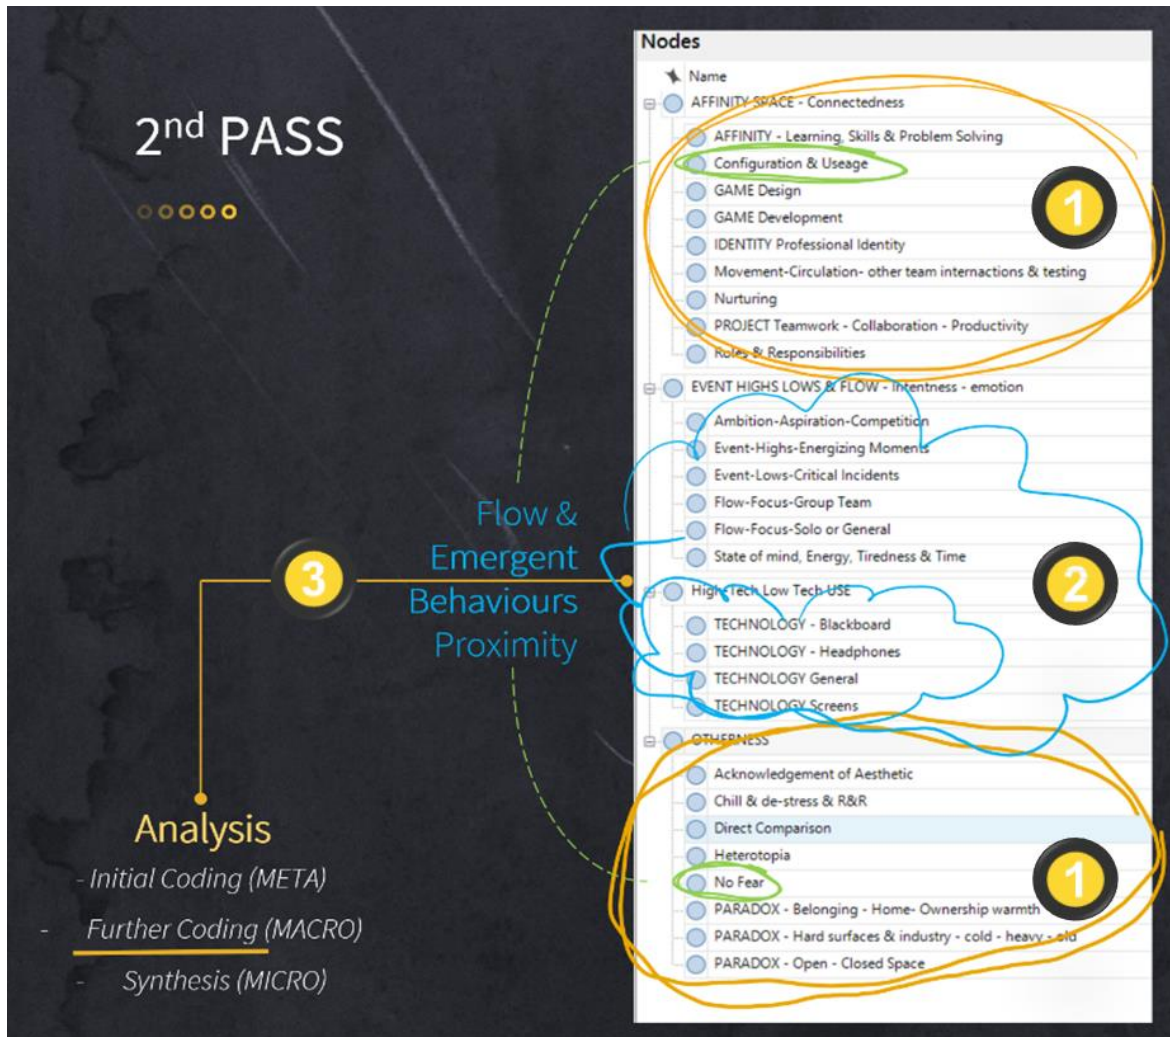 2nd PASS
Nodes
Name
AFFINITY SPACE - Connectedness
AFFINITY - Learning, Skills & Problem Solving
Configuration & Useage
GAME Design
GAME Development
IDENTITY Professional Identity
Movement-Circulation- other team internactions & testing
Nurturing
PROJECT Teamwork - Collaboration - Productivity
Roles & Responsibilities
1
EVENT HIGHS LOWS & FLOW - Intentness - emotion
Ambition-Aspiration-Competition
Event-Highs-Energizing Moments
Event-Lows-Critical Incidents
Flow-Focus-Group Team
Flow-Focus-Solo or General
State of mind, Energy, Tiredness & Time
High-Tech Low Tech USE
TECHNOLOGY - Blackboard
TECHNOLOGY - Headphones
TECHNOLOGY General
TECHNOLOGY Screens
2
OTHERNESS
Acknowledgement of Aesthetic
Chill & de-stress & R&R
Direct Comparison
Heterotopia
No Fear
PARADOX - Belonging - Home- Ownership warmth
PARADOX - Hard surfaces & industry - cold - heavy - old
PARADOX - Open - Closed Space
1
Flow &
Emergent
Behaviours
Proximity
3
Analysis
- Initial Coding (META)
- Further Coding (MACRO)
- Synthesis (MICRO)